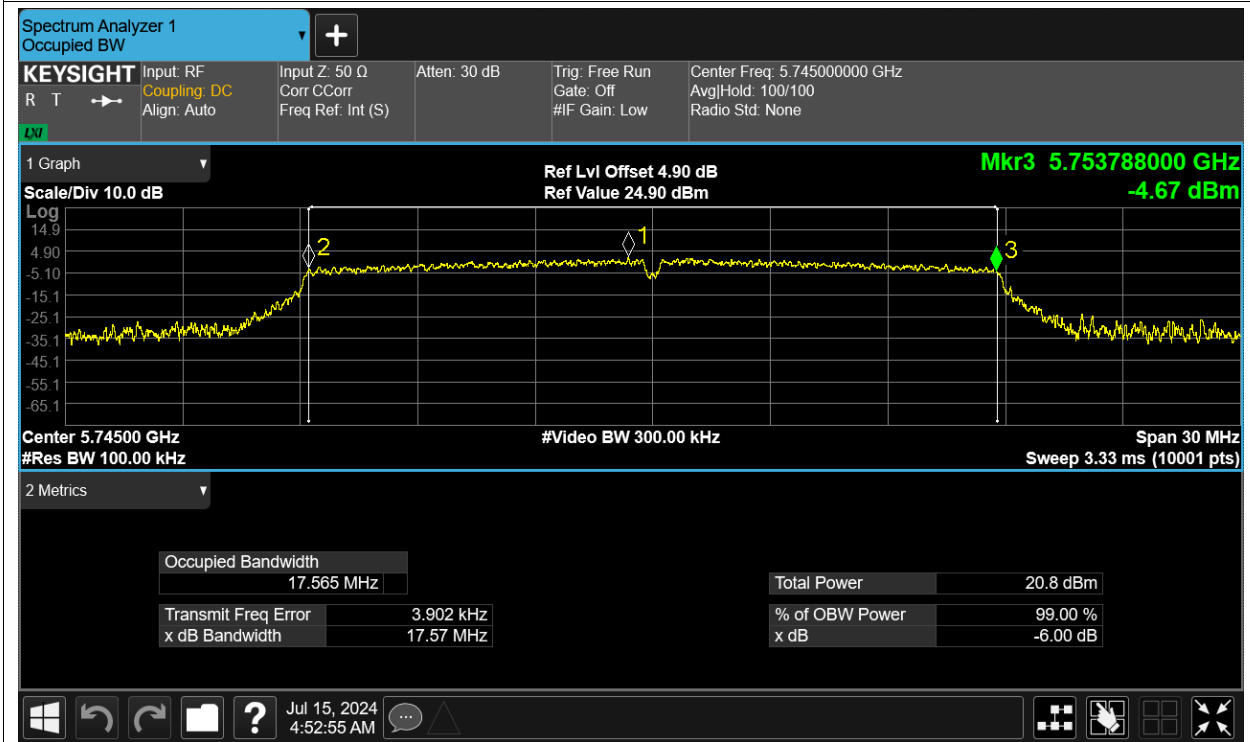 Spectrum Analyzer 1
Occupied BW
KEYSIGHT
R T
LXI
Input: RF
Coupling: DC
Align: Auto
Input Z: 50 Ω
Corr CCorr
Freq Ref: Int (S)
Atten: 30 dB
Trig: Free Run
Gate: Off
#IF Gain: Low
Center Freq: 5.745000000 GHz
Avg|Hold: 100/100
Radio Std: None
1 Graph
Scale/Div 10.0 dB
Ref Lvl Offset 4.90 dB
Ref Value 24.90 dBm
Mkr3 5.753788000 GHz
-4.67 dBm
Log
14.9
4.90
-5.10
-15.1
-25.1
-35.1
-45.1
-55.1
-65.1
2
1
3
Center 5.74500 GHz
#Video BW 300.00 kHz
Span 30 MHz
#Res BW 100.00 kHz
Sweep 3.33 ms (10001 pts)
2 Metrics
Occupied Bandwidth
17.565 MHz
Total Power 20.8 dBm
Transmit Freq Error 3.902 kHz
% of OBW Power 99.00 %
x dB Bandwidth 17.57 MHz
x dB -6.00 dB
?
Jul 15, 2024
4:52:55 AM